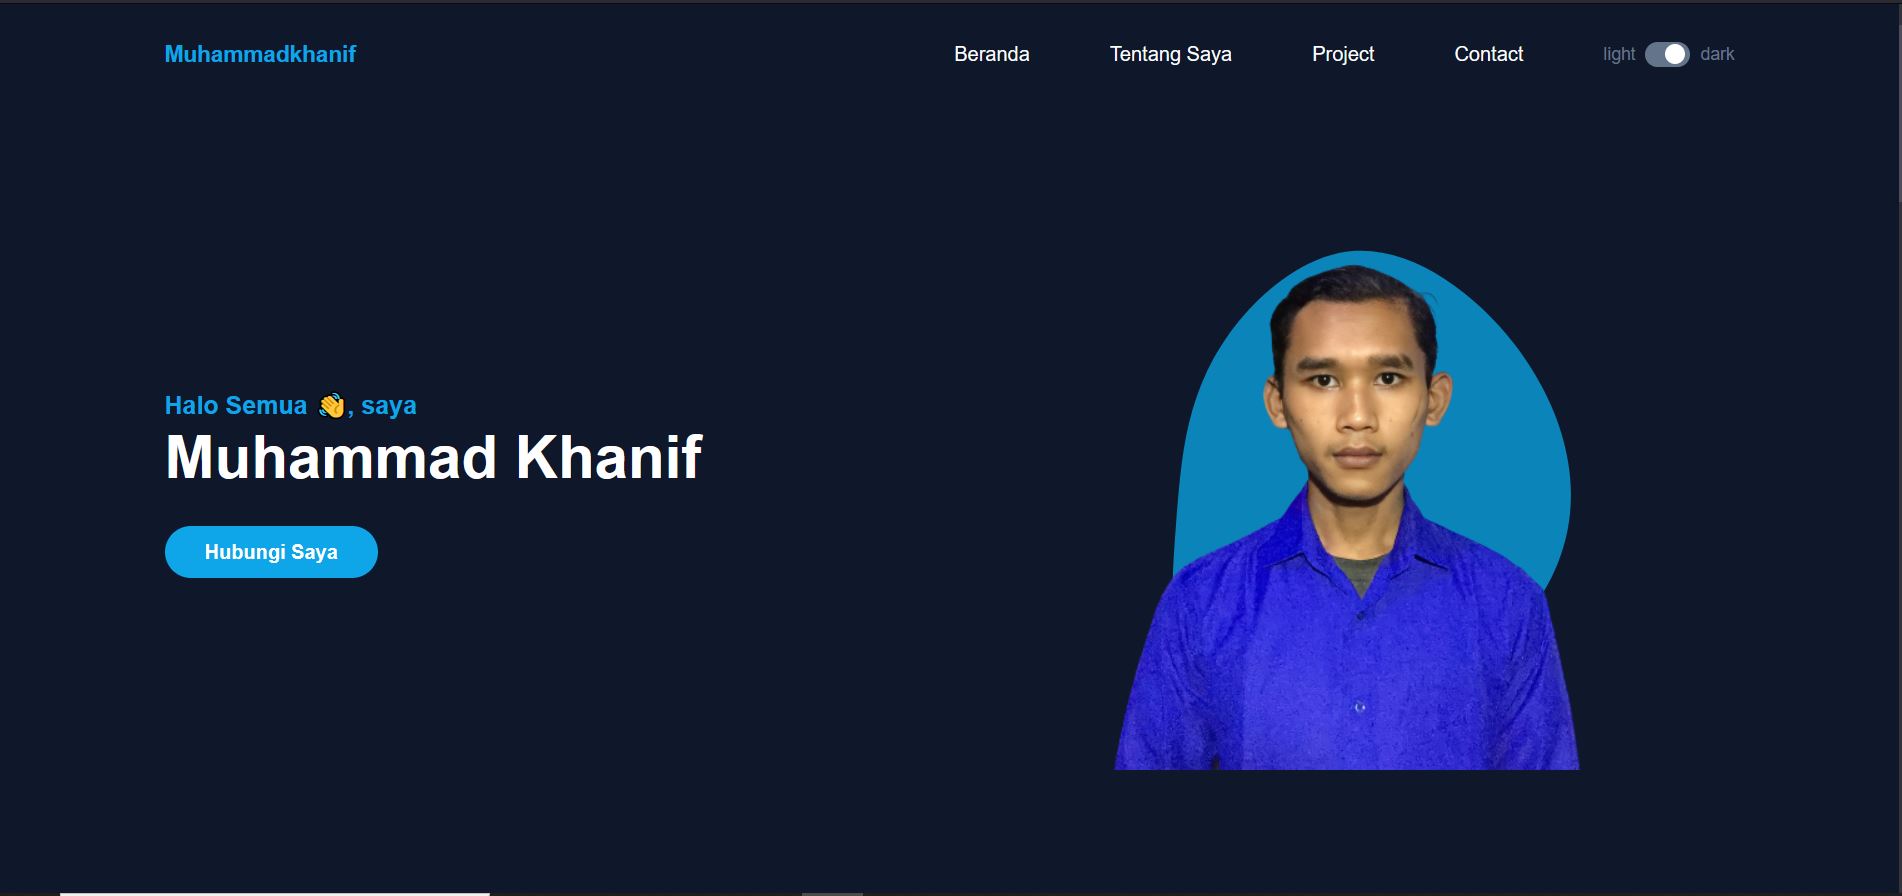 Muhammadkhanif
Beranda Tentang Saya Project Contact light dark
Halo Semua 👋, saya
Muhammad Khanif
Hubungi Saya